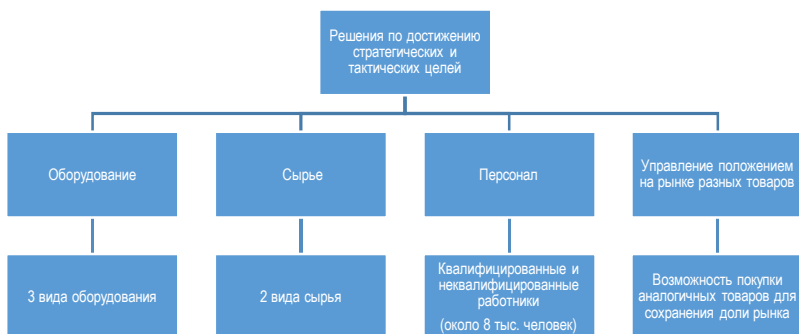 Решения по достижению
стратегических и
тактических целей
Оборудование
Сырье
Персонал
Управление положением
на рынке разных товаров
3 вида оборудования
2 вида сырья
Квалифицированные и
неквалифицированные
работники
(около 8 тыс. человек)
Возможность покупки
аналогичных товаров для
сохранения доли рынка